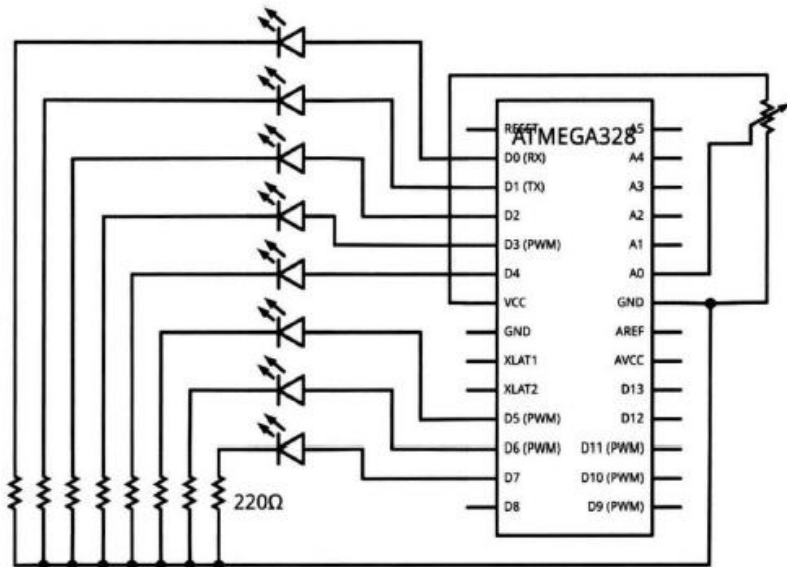 ATMEGA328
RESET
D0 (RX)
D1 (TX)
D2
D3 (PWM)
D4
VCC
GND
XLAT1
XLAT2
D5 (PWM)
D6 (PWM)
D7
D8
A5
A4
A3
A2
A1
A0
GND
AREF
AVCC
D13
D12
D11 (PWM)
D10 (PWM)
D9 (PWM)
220Ω